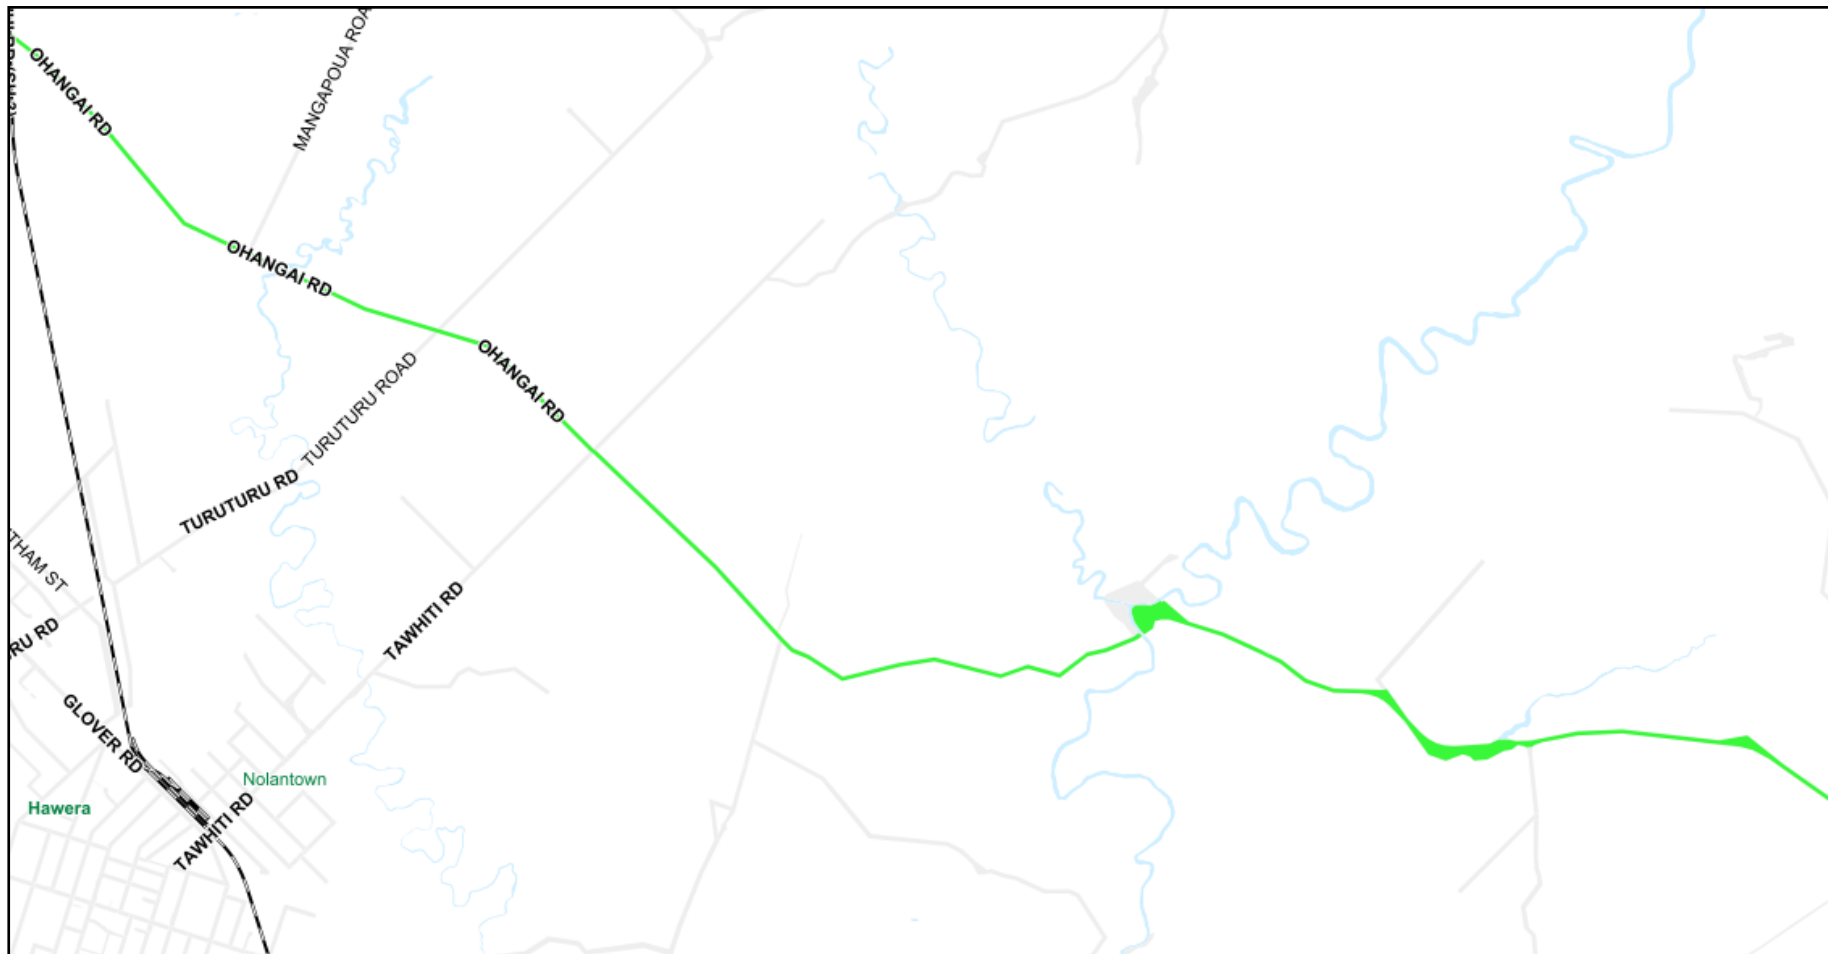 OHANGAI RD
MANGAPOUA ROA
OHANGAI RD
OHANGAI RD
TURUTURU ROAD
TURUTURU RD
THAM ST
TAWHITI RD
RU RD
GLOVER RD
Nolantown
Hawera
TAWHITI RD